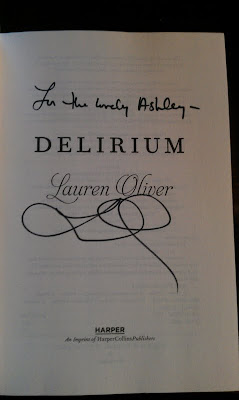 For the lovely Ashley –
DELIRIUM
Lauren Oliver
HARPER
An Imprint of HarperCollinsPublishers